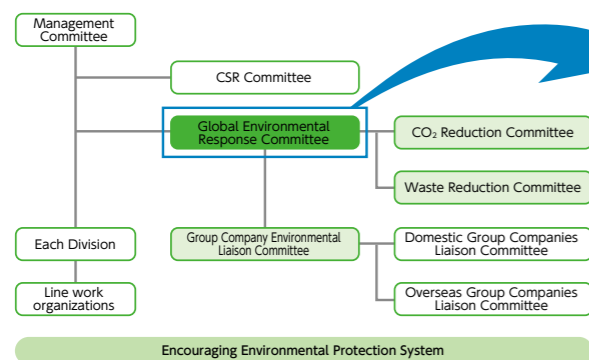 Management
Committee
CSR Committee
Global Environmental
Response Committee
CO₂ Reduction Committee
Waste Reduction Committee
Each Division
Group Company Environmental
Liaison Committee
Domestic Group Companies
Liaison Committee
Line work
organizations
Overseas Group Companies
Liaison Committee
Encouraging Environmental Protection System